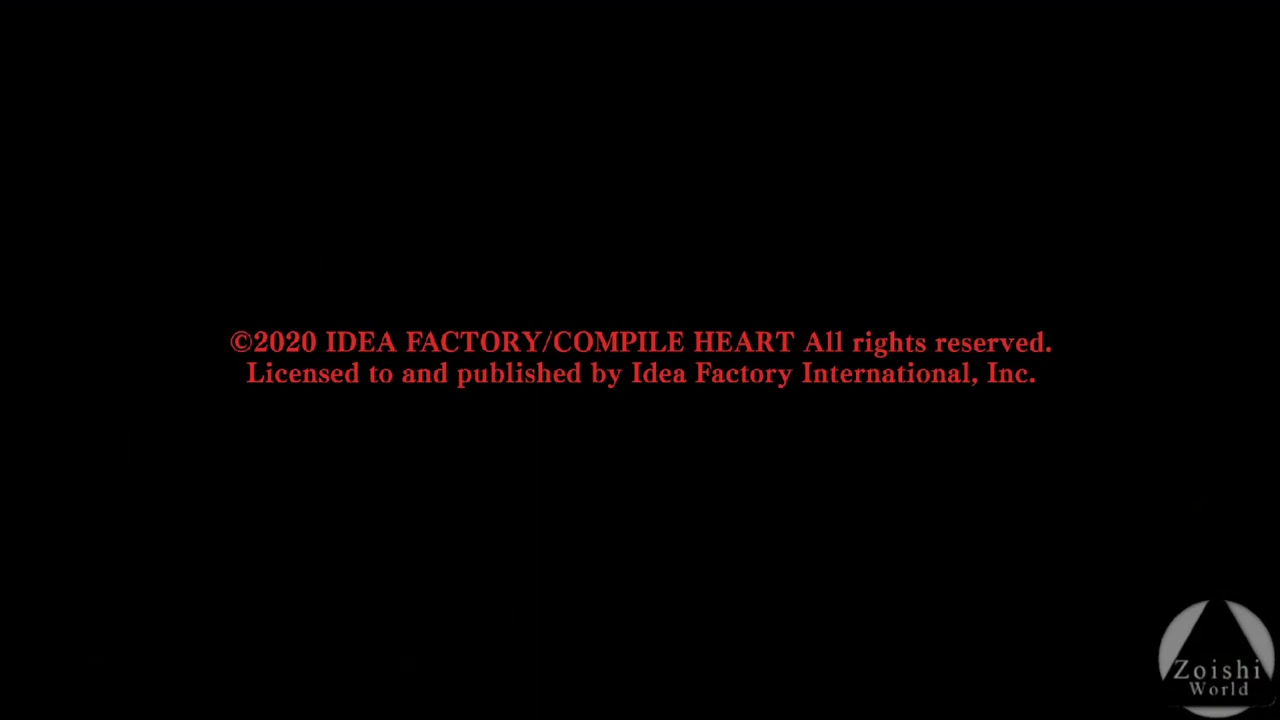 ©2020 IDEA FACTORY/COMPILE HEART All rights reserved.
Licensed to and published by Idea Factory International, Inc.
Zoishi
World